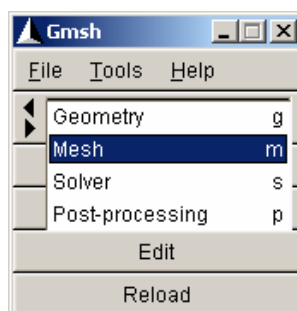 Gmsh
File Tools Help
Geometry g
Mesh m
Solver s
Post-processing p
Edit
Reload